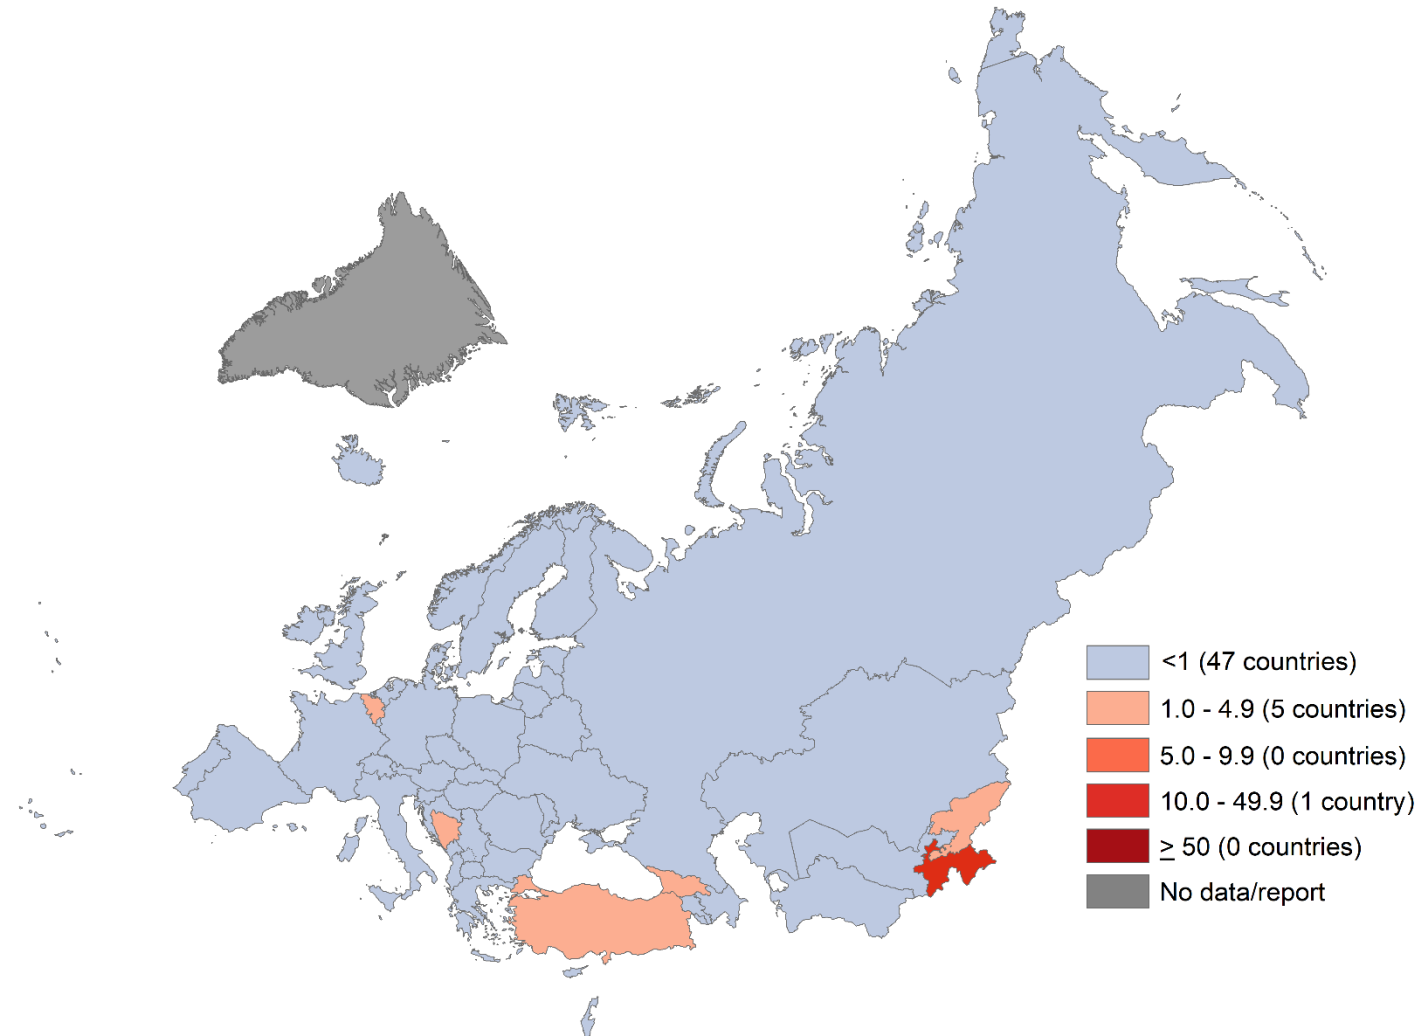 <1 (47 countries)
1.0 - 4.9 (5 countries)
5.0 - 9.9 (0 countries)
10.0 - 49.9 (1 country)
≥ 50 (0 countries)
No data/report